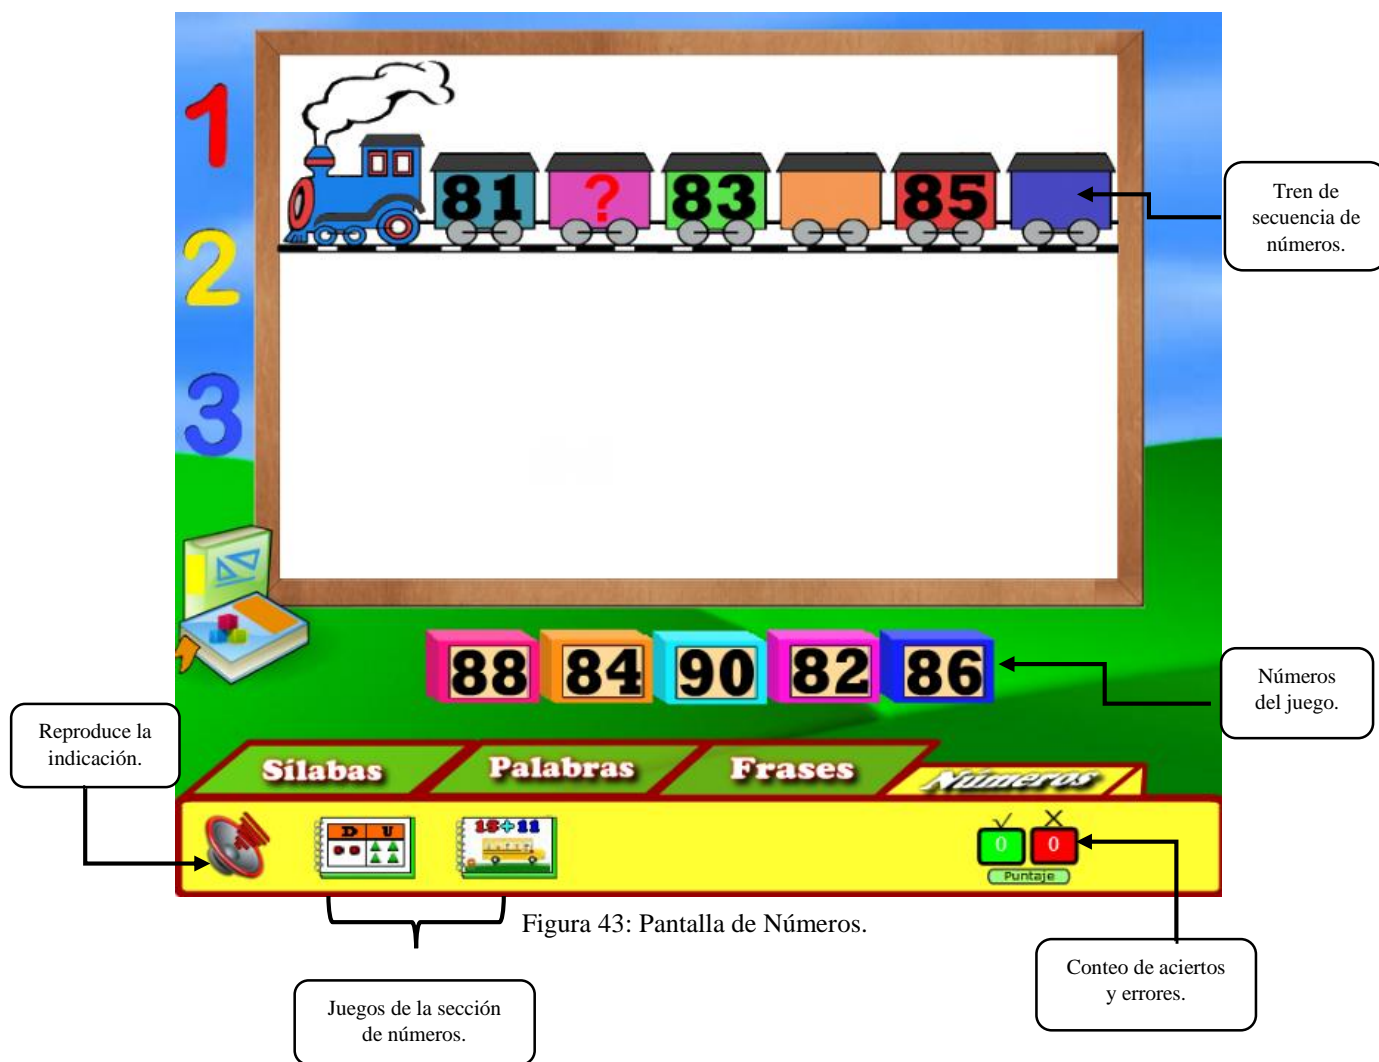 1
2
3
81 ? 83 85
Tren de
secuencia de
números.
88 84 90 82 86
Números
del juego.
Reproduce la
indicación.
Sílabas Palabras Frases Números
D U
15+11
0 0
Puntaje
Figura 43: Pantalla de Números.
Conteo de aciertos
y errores.
Juegos de la sección
de números.